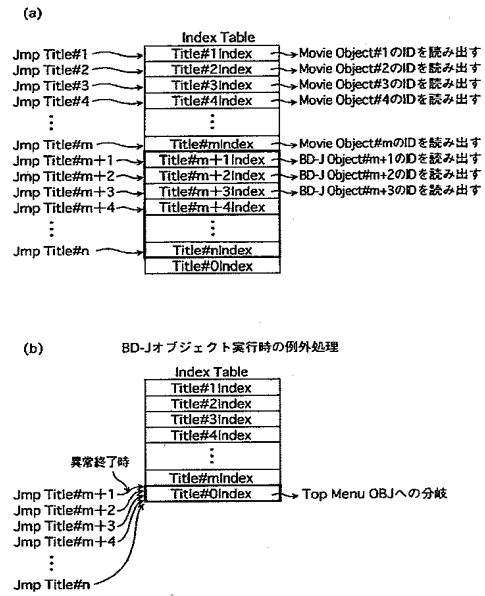 (a)
Index Table
Jmp Title#1 Title#1Index Movie Object#1のIDを読み出す
Jmp Title#2 Title#2Index Movie Object#2のIDを読み出す
Jmp Title#3 Title#3Index Movie Object#3のIDを読み出す
Jmp Title#4 Title#4Index Movie Object#4のIDを読み出す
Jmp Title#m Title#mIndex Movie Object#mのIDを読み出す
Jmp Title#m+1 Title#m+1Index BD-J Object#m+1のIDを読み出す
Jmp Title#m+2 Title#m+2Index BD-J Object#m+2のIDを読み出す
Jmp Title#m+3 Title#m+3Index BD-J Object#m+3のIDを読み出す
Jmp Title#m+4 Title#m+4Index
Jmp Title#n Title#nIndex
Title#0Index
(b) BD-Jオブジェクト実行時の例外処理
Index Table
Title#1Index
Title#2Index
Title#3Index
Title#4Index
異常終了時
Title#mIndex
Jmp Title#m+1 Title#0Index Top Menu OBJへの分岐
Jmp Title#m+2
Jmp Title#m+3
Jmp Title#m+4
Jmp Title#n